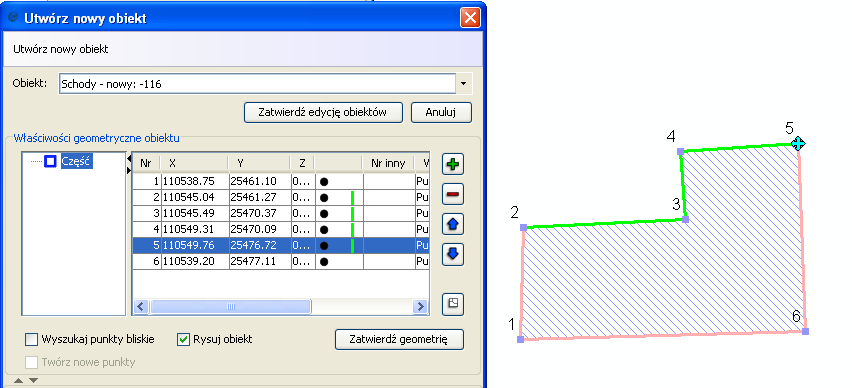 Utwórz nowy obiekt
Utwórz nowy obiekt
Obiekt: Schody - nowy: -116
Zatwierdź edycję obiektów Anuluj
Właściwości geometryczne obiektu
Część
Nr X Y Z Nr inny W
1 110538.75 25461.10 0... Pu
2 110545.04 25461.27 0... Pu
3 110545.49 25470.37 0... Pu
4 110549.31 25470.09 0... Pu
5 110549.76 25476.72 0... Pu
6 110539.20 25477.11 0... Pu
Wyszukaj punkty bliskie Rysuj obiekt Zatwierdź geometrię
Twórz nowe punkty
4 5
3
2
1 6